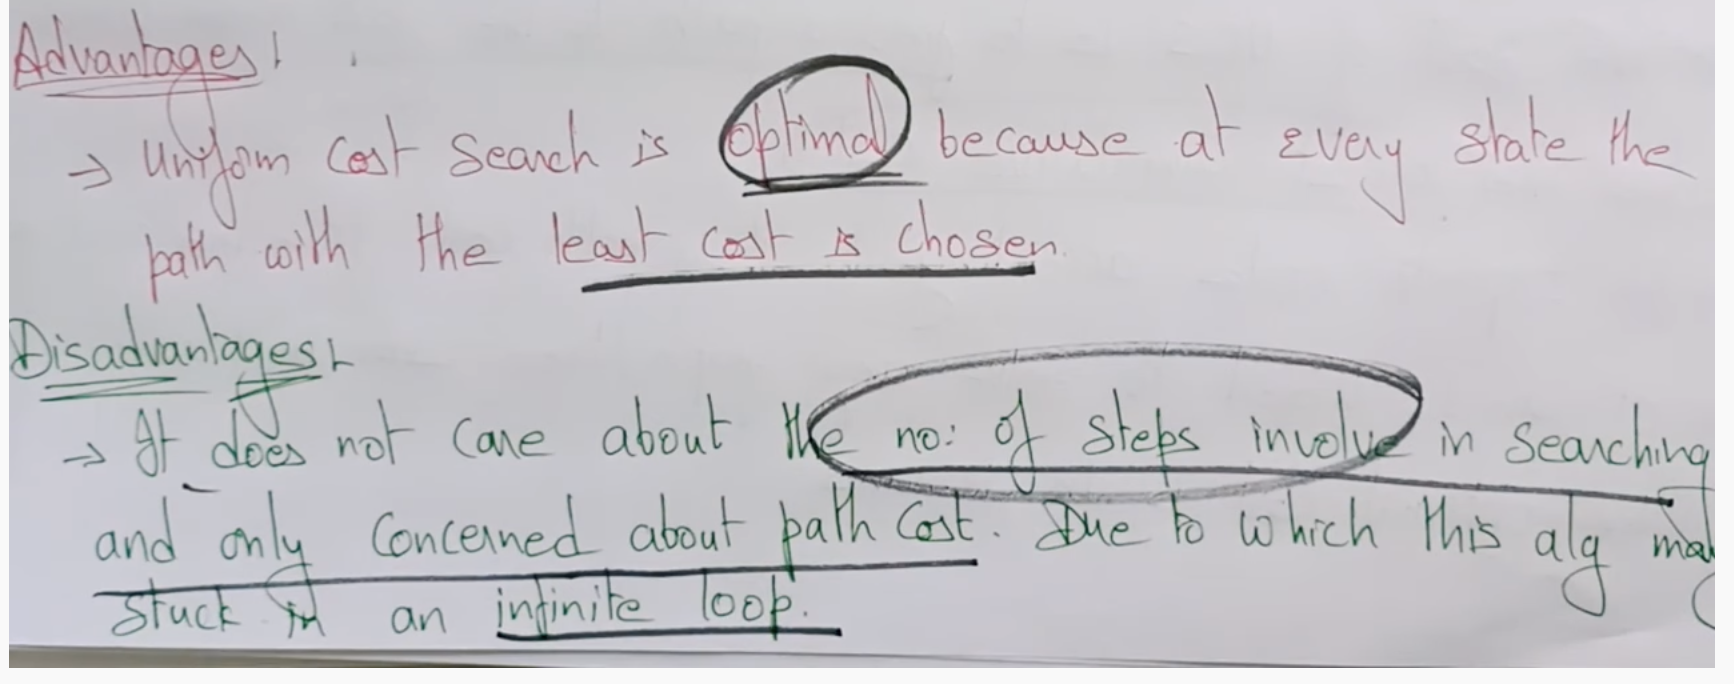 Advantages:
→ Uniform Cost Search is optimal because at every state the
path with the least cost is chosen.
Disadvantages:
→ It does not care about the no: of steps involve in searching
and only concerned about path cost. Due to which this alg may
stuck in an infinite loop.